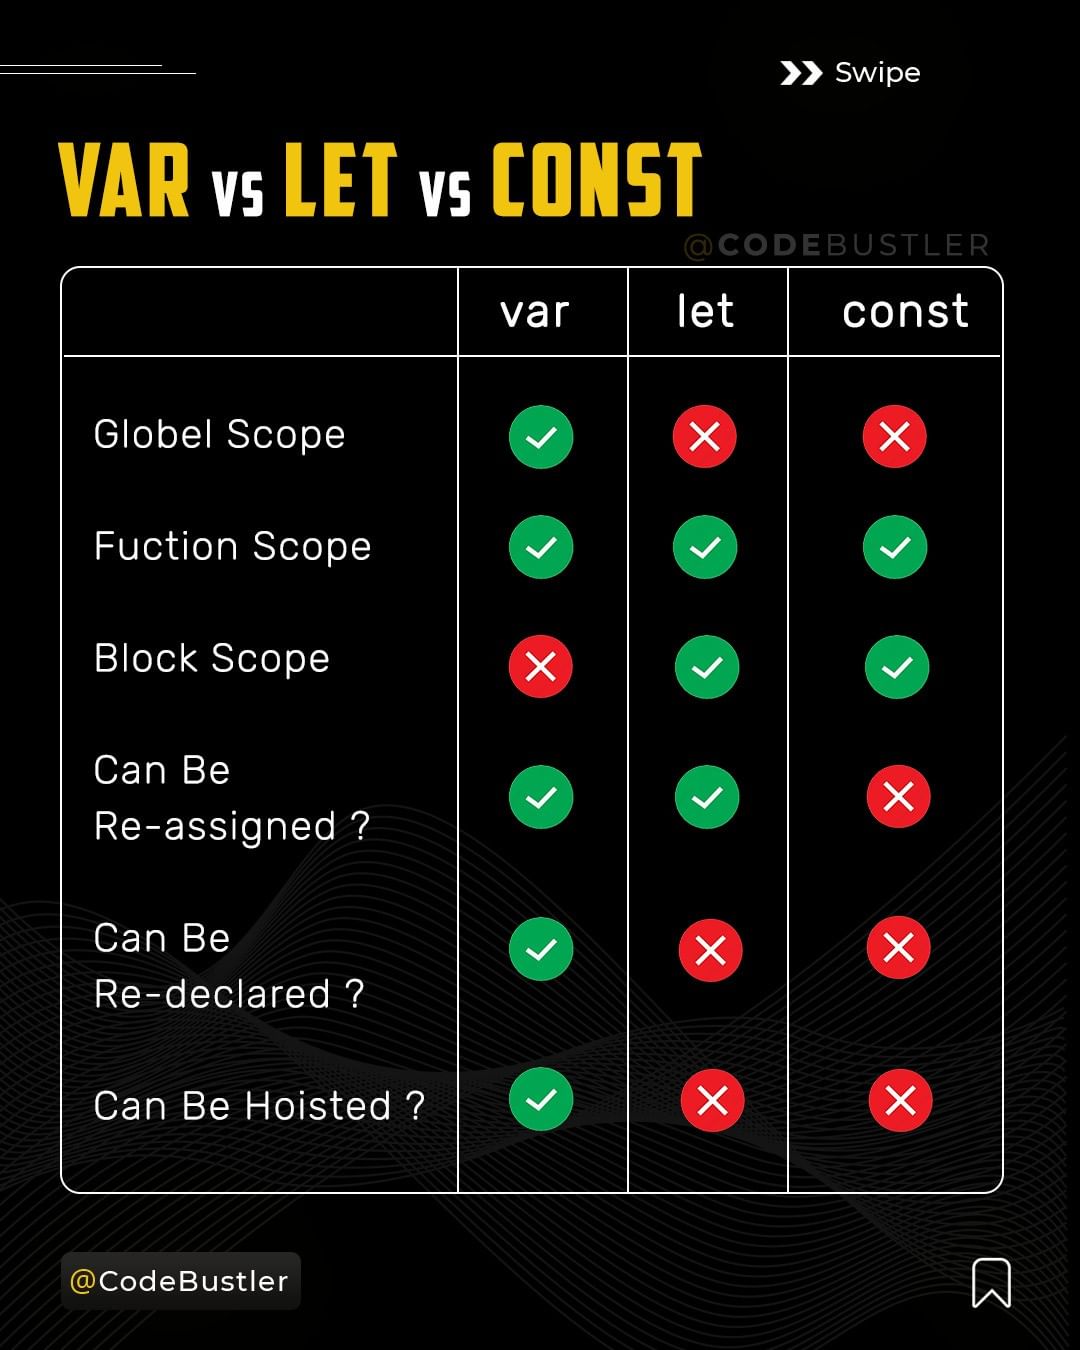 Swipe
VAR VS LET VS CONST
@CODEBUSTLER
var let const
Globel Scope
Fuction Scope
Block Scope
Can Be
Re-assigned ?
Can Be
Re-declared ?
Can Be Hoisted ?
@CodeBustler